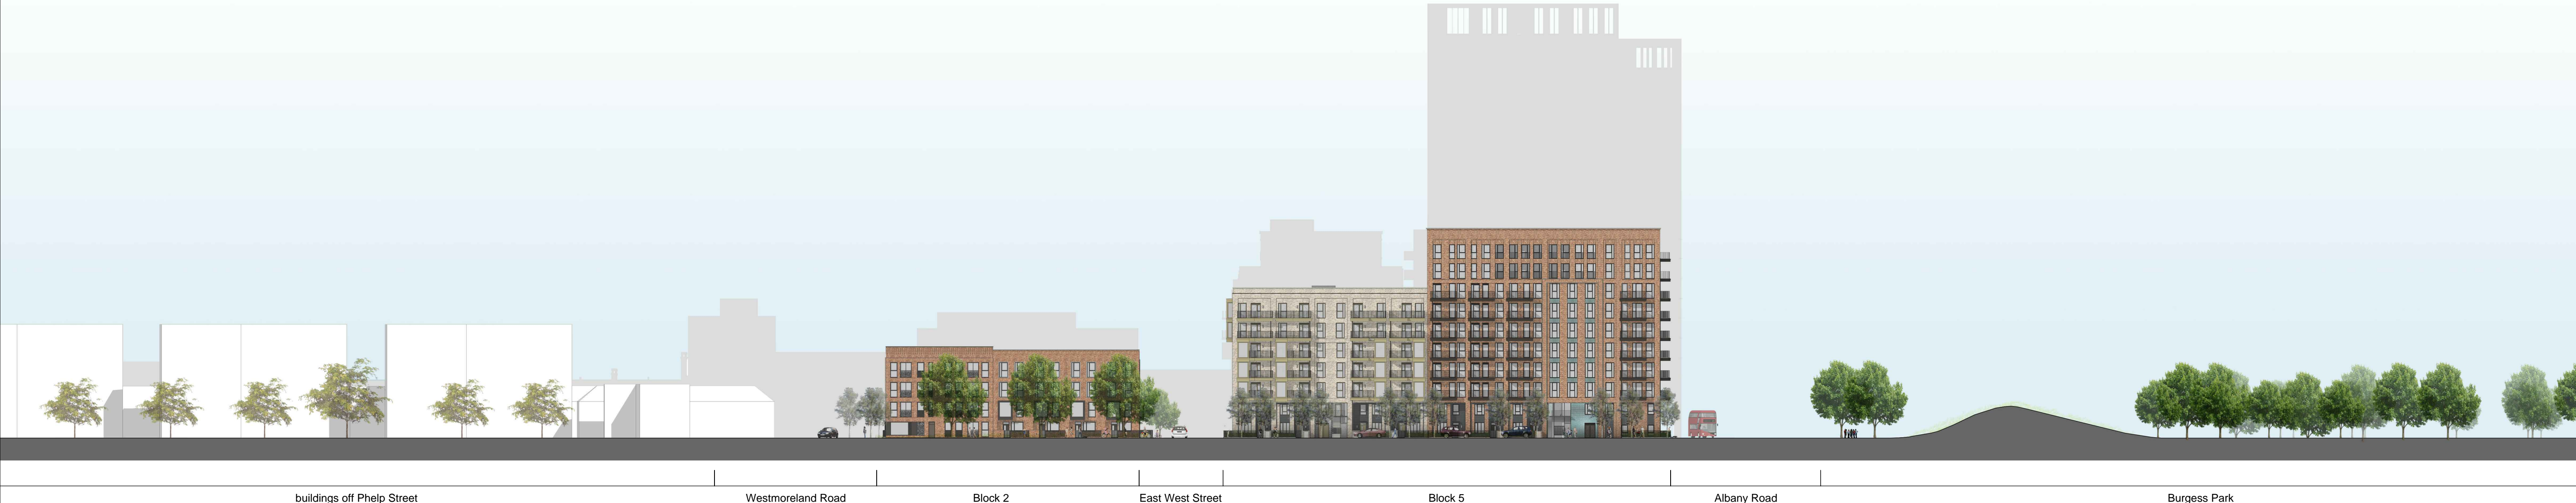 buildings off Phelp Street
Westmoreland Road
Block 2
East West Street
Block 5
Albany Road
Burgess Park